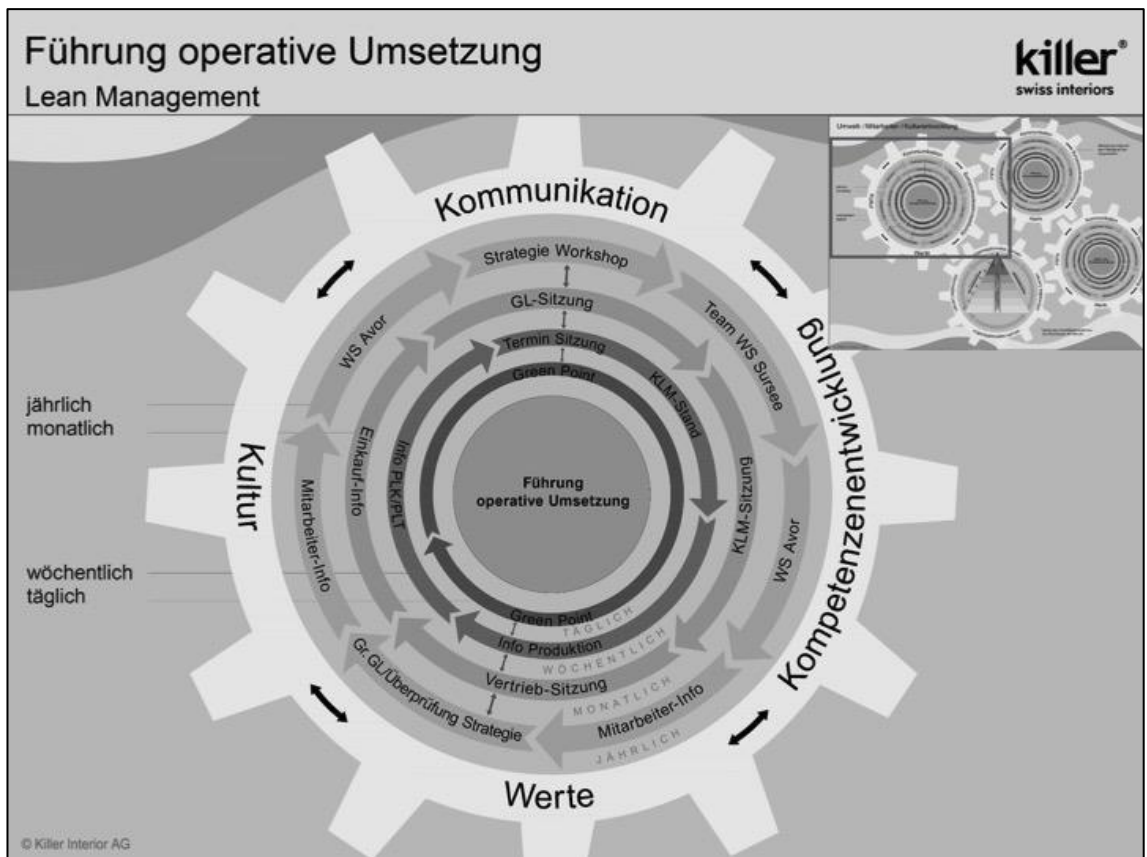 Führung operative Umsetzung
Lean Management
killer®
swiss interiors
Umwelt / Mitarbeiter / Kulturentwicklung
Kommunikation
Kompetenzenentwicklung
Werte
Kultur
jährlich
monatlich
wöchentlich
täglich
Strategie Workshop
Team WS Sursee
WS Avor
Mitarbeiter-Info
Gr. GL/Überprüfung Strategie
Mitarbeiter-Info
WS Avor
GL-Sitzung
KLM-Sitzung
Vertrieb-Sitzung
Einkauf-Info
Termin Sitzung
KLM-Stand
Info Produktion
Info PLK/PLT
Green Point
Green Point
Führung
operative Umsetzung
TÄGLICH
WÖCHENTLICH
MONATLICH
JÄHRLICH
© Killer Interior AG